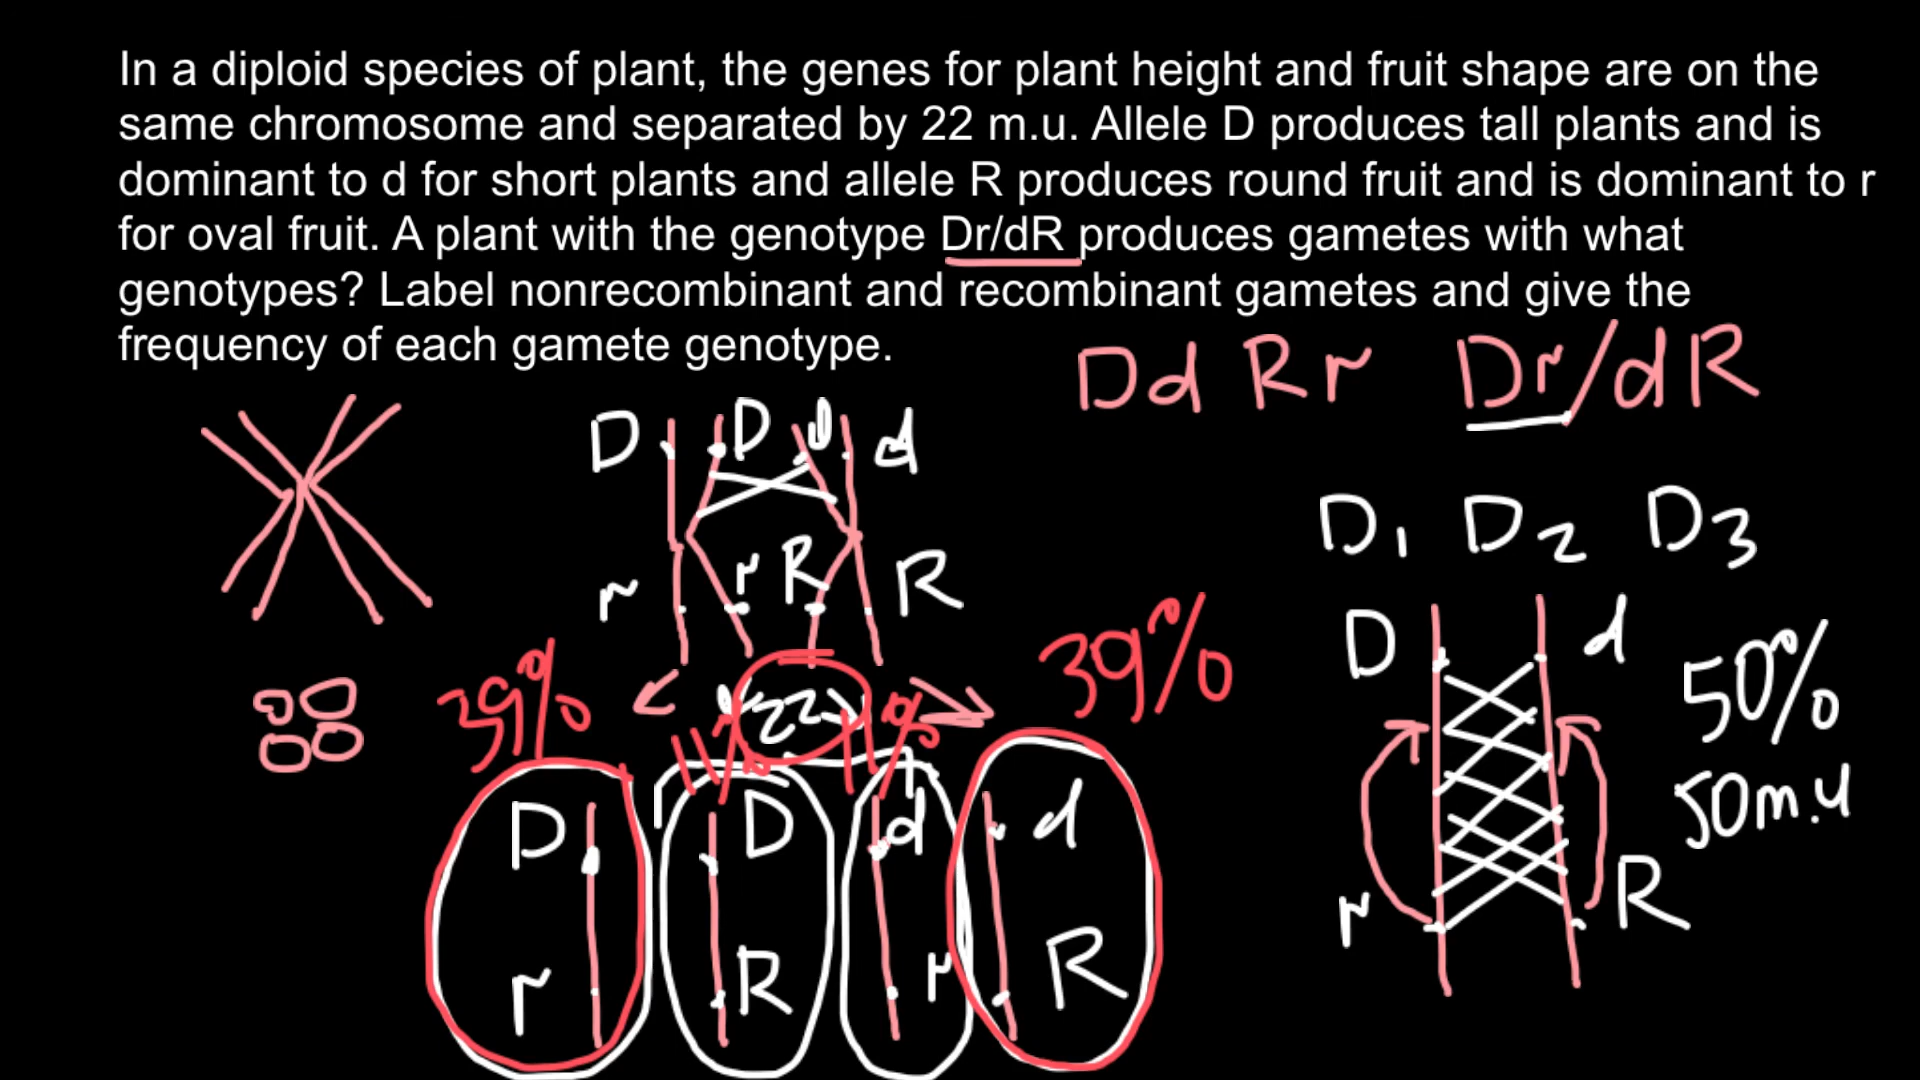 In a diploid species of plant, the genes for plant height and fruit shape are on the
same chromosome and separated by 22 m.u. Allele D produces tall plants and is
dominant to d for short plants and allele R produces round fruit and is dominant to r
for oval fruit. A plant with the genotype Dr/dR produces gametes with what
genotypes? Label nonrecombinant and recombinant gametes and give the
frequency of each gamete genotype.
Dd Rr Dr/dR
D D d
D1 D2 D3
r r R R
D d
39% 22 11% 39%
50%
50m.u
D D d d
r R
r R r R